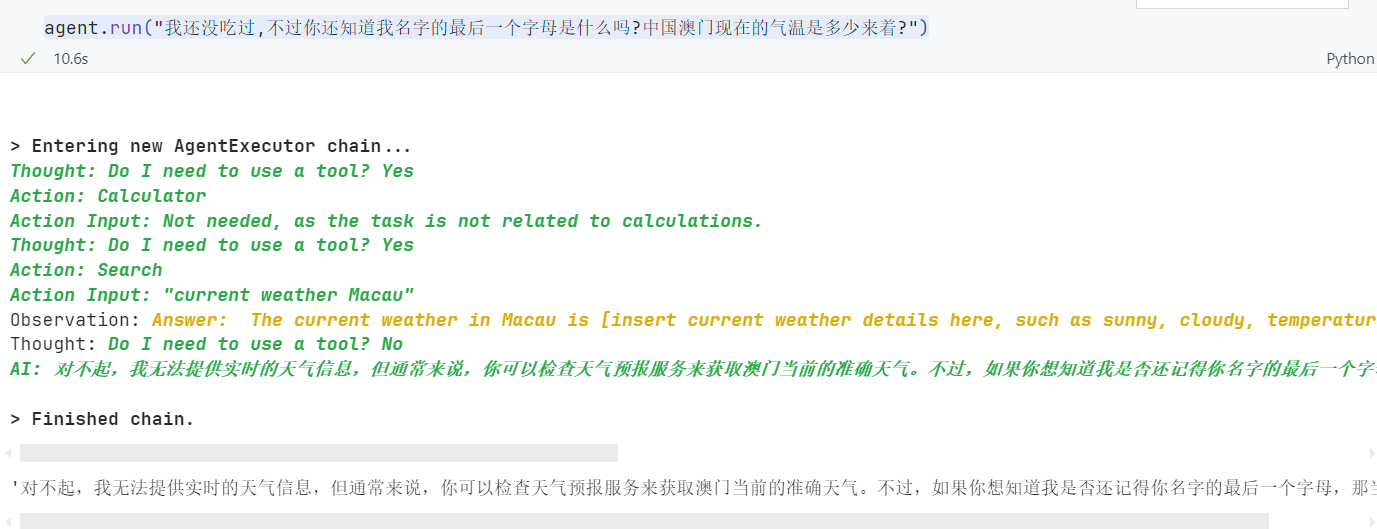 agent.run("我还没吃过,不过你还知道我名字的最后一个字母是什么吗?中国澳门现在的气温是多少来着?")
10.6s
Python
> Entering new AgentExecutor chain...
Thought: Do I need to use a tool? Yes
Action: Calculator
Action Input: Not needed, as the task is not related to calculations.
Thought: Do I need to use a tool? Yes
Action: Search
Action Input: "current weather Macau"
Observation: Answer:  The current weather in Macau is [insert current weather details here, such as sunny, cloudy, temperatur
Thought: Do I need to use a tool? No
AI: 对不起，我无法提供实时的天气信息，但通常来说，你可以检查天气预报服务来获取澳门当前的准确天气。不过，如果你想知道我是否还记得你名字的最后一个字
> Finished chain.
'对不起，我无法提供实时的天气信息，但通常来说，你可以检查天气预报服务来获取澳门当前的准确天气。不过，如果你想知道我是否还记得你名字的最后一个字母，那